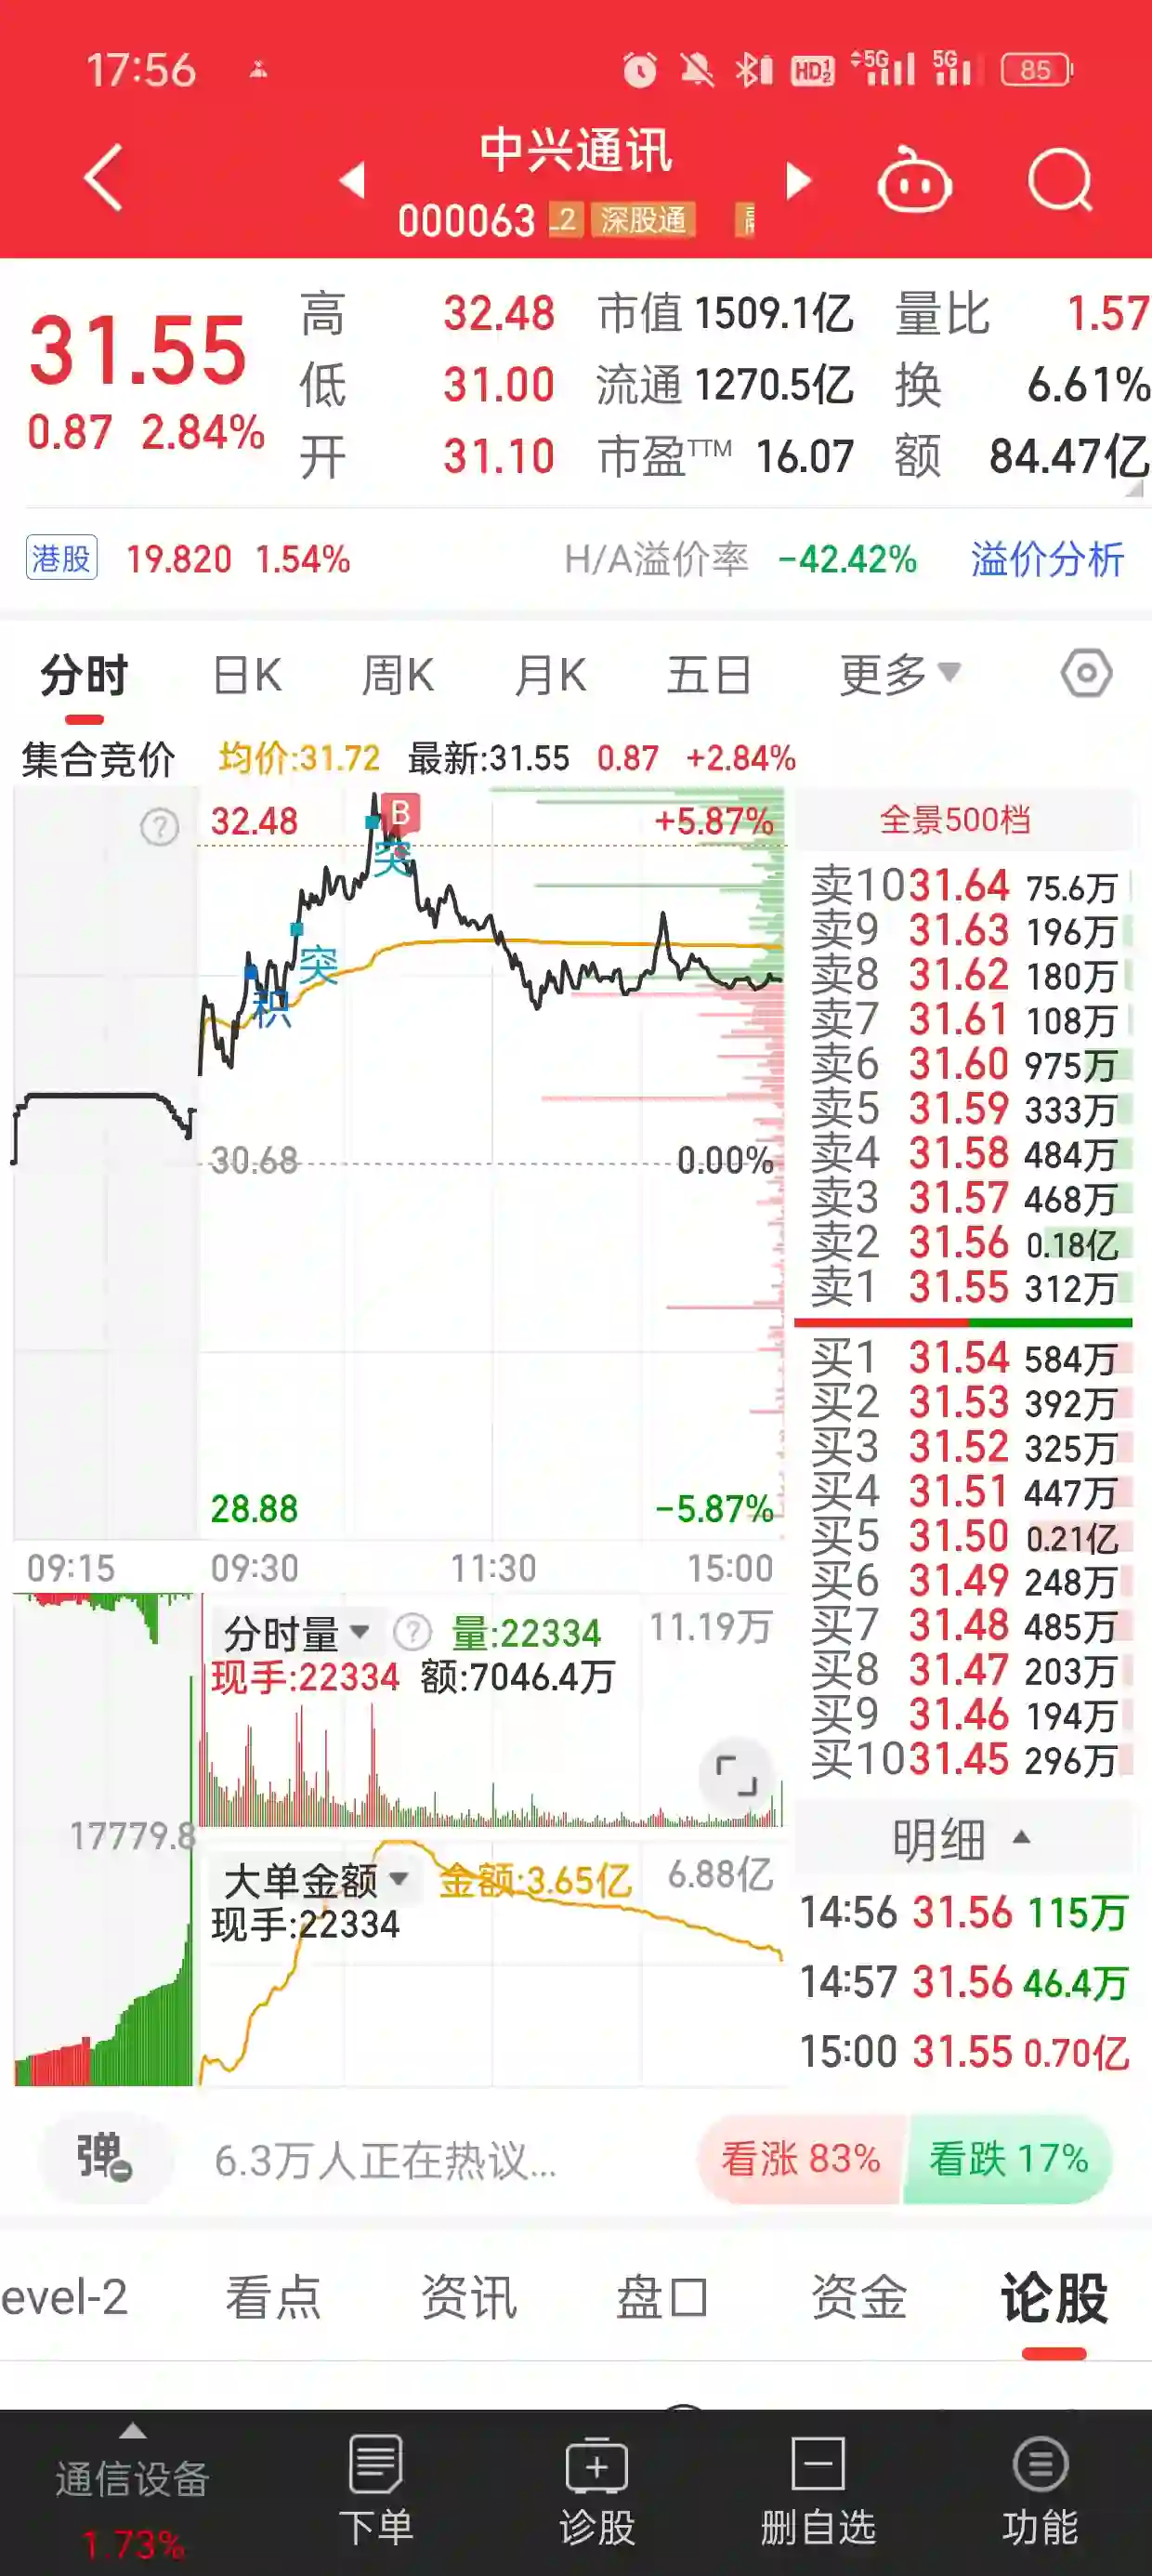 17:56
HD 1 2 5G 5G 85
中兴通讯
000063 深股通
31.55 高 32.48 市值 1509.1亿 量比 1.57
低 31.00 流通 1270.5亿 换 6.61%
0.87 2.84% 开 31.10 市盈TTM 16.07 额 84.47亿
港股 19.820 1.54% H/A溢价率 -42.42% 溢价分析
分时 日K 周K 月K 五日 更多
集合竞价 均价:31.72 最新:31.55 0.87 +2.84%
32.48 B +5.87%
突
突
积
30.68 0.00%
28.88 -5.87%
09:15 09:30 11:30 15:00
全景500档
卖10 31.64 75.6万
卖9 31.63 196万
卖8 31.62 180万
卖7 31.61 108万
卖6 31.60 975万
卖5 31.59 333万
卖4 31.58 484万
卖3 31.57 468万
卖2 31.56 0.18亿
卖1 31.55 312万
买1 31.54 584万
买2 31.53 392万
买3 31.52 325万
买4 31.51 447万
买5 31.50 0.21亿
买6 31.49 248万
买7 31.48 485万
买8 31.47 203万
买9 31.46 194万
买10 31.45 296万
分时量 ? 量:22334 11.19万
现手:22334 额:7046.4万
17779.8
大单金额 金额:3.65亿 6.88亿
现手:22334
明细
14:56 31.56 115万
14:57 31.56 46.4万
15:00 31.55 0.70亿
弹 6.3万人正在热议... 看涨 83% 看跌 17%
evel-2 看点 资讯 盘口 资金 论股
通信设备 下单 诊股 删自选 功能
1.73%